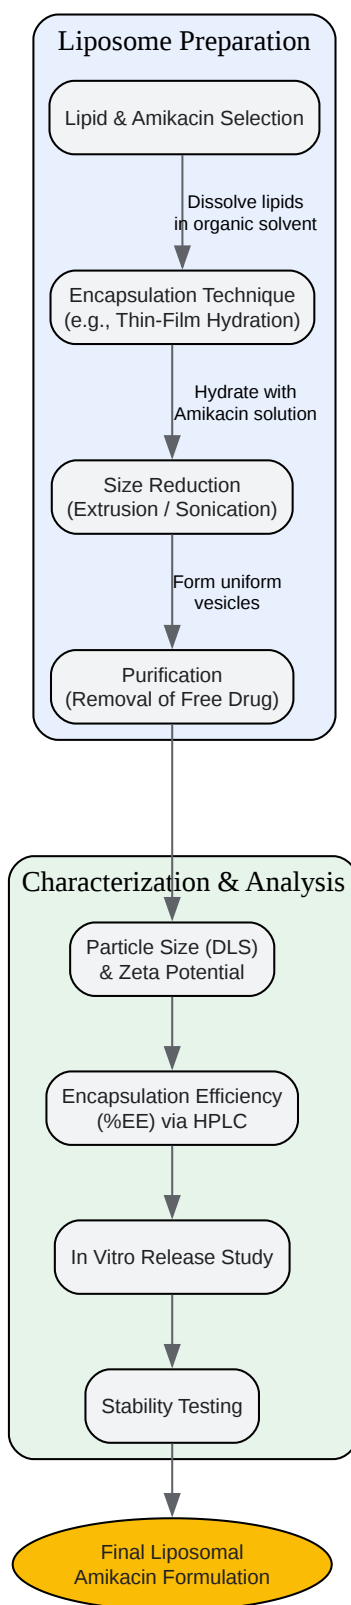 Liposome Preparation
Lipid & Amikacin Selection
Dissolve lipids
in organic solvent
Encapsulation Technique
(e.g., Thin-Film Hydration)
Hydrate with
Amikacin solution
Size Reduction
(Extrusion / Sonication)
Form uniform
vesicles
Purification
(Removal of Free Drug)
Characterization & Analysis
Particle Size (DLS)
& Zeta Potential
Encapsulation Efficiency
(%EE) via HPLC
In Vitro Release Study
Stability Testing
Final Liposomal
Amikacin Formulation